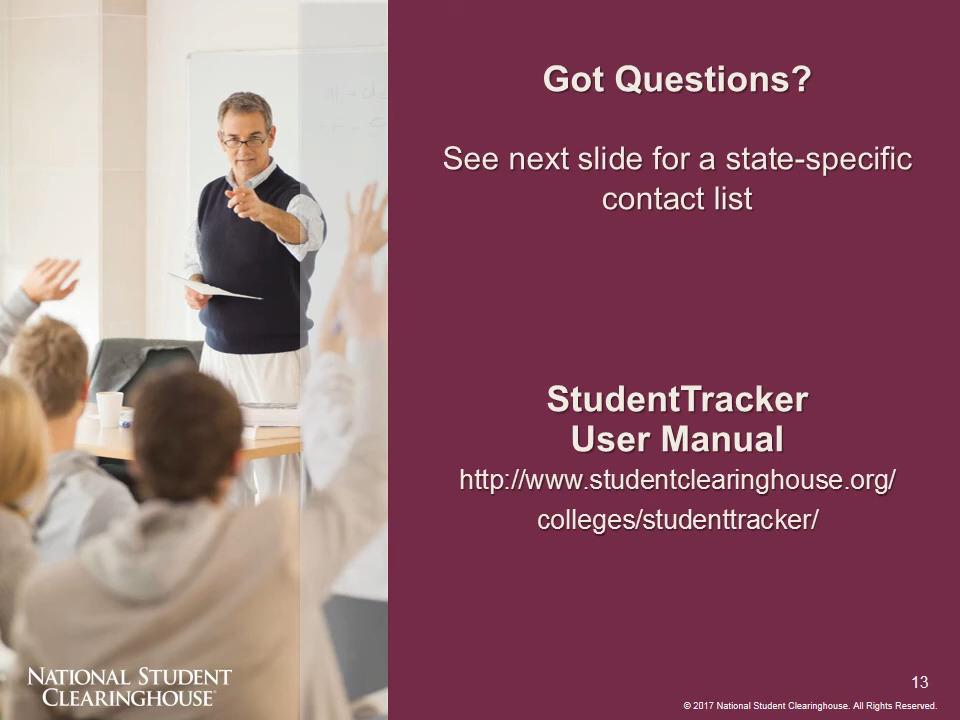 Got Questions?
See next slide for a state-specific
contact list
StudentTracker
User Manual
http://www.studentclearinghouse.org/
colleges/studenttracker/
NATIONAL STUDENT
CLEARINGHOUSE®
13
© 2017 National Student Clearinghouse. All Rights Reserved.